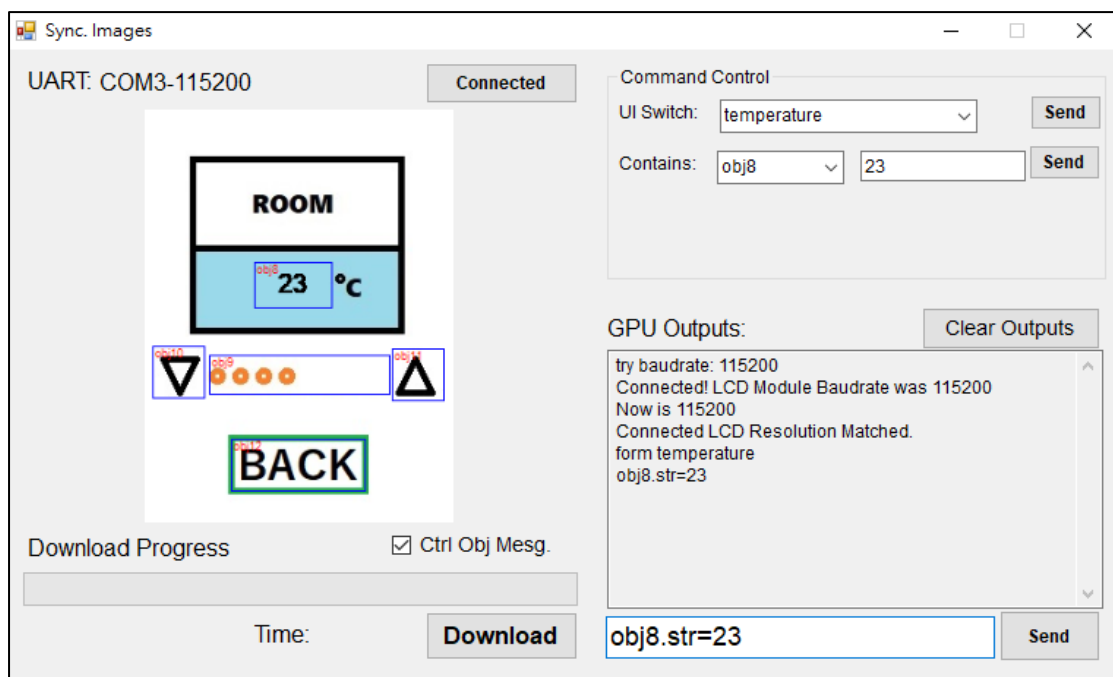 Sync. Images
UART: COM3-115200
Connected
ROOM
obj8
23 °C
obj10
obj9
obj11
obj12
BACK
Download Progress
Ctrl Obj Mesg.
Time:
Download
Command Control
UI Switch:
temperature
Send
Contains:
obj8
23
Send
GPU Outputs:
Clear Outputs
try baudrate: 115200
Connected! LCD Module Baudrate was 115200
Now is 115200
Connected LCD Resolution Matched.
form temperature
obj8.str=23
obj8.str=23
Send